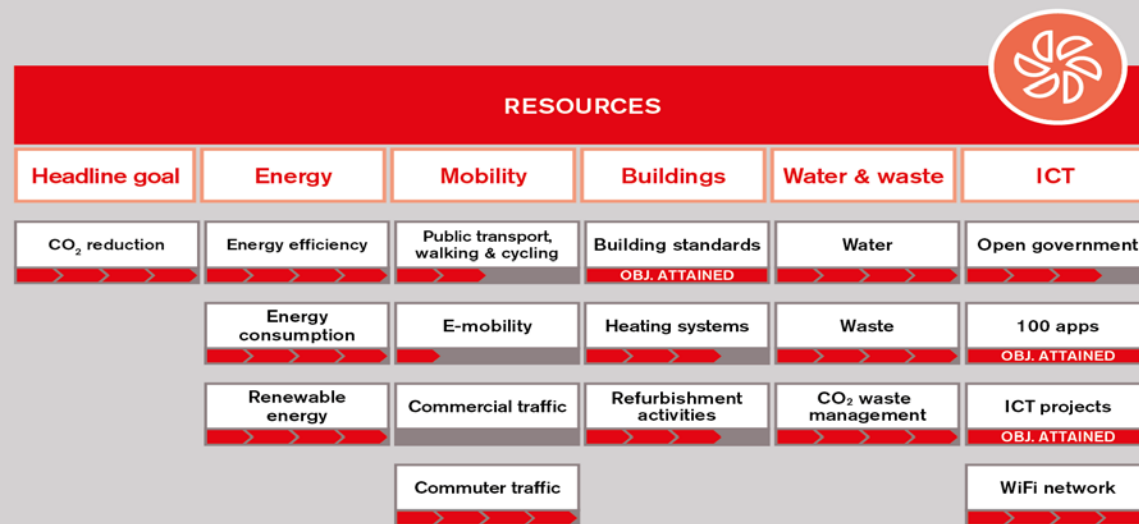 RESOURCES
Headline goal
Energy
Mobility
Buildings
Water & waste
ICT
CO₂ reduction
Energy efficiency
Public transport,
walking & cycling
Building standards
OBJ. ATTAINED
Water
Open government
Energy
consumption
E-mobility
Heating systems
Waste
100 apps
OBJ. ATTAINED
Renewable
energy
Commercial traffic
Refurbishment
activities
CO₂ waste
management
ICT projects
OBJ. ATTAINED
Commuter traffic
WiFi network